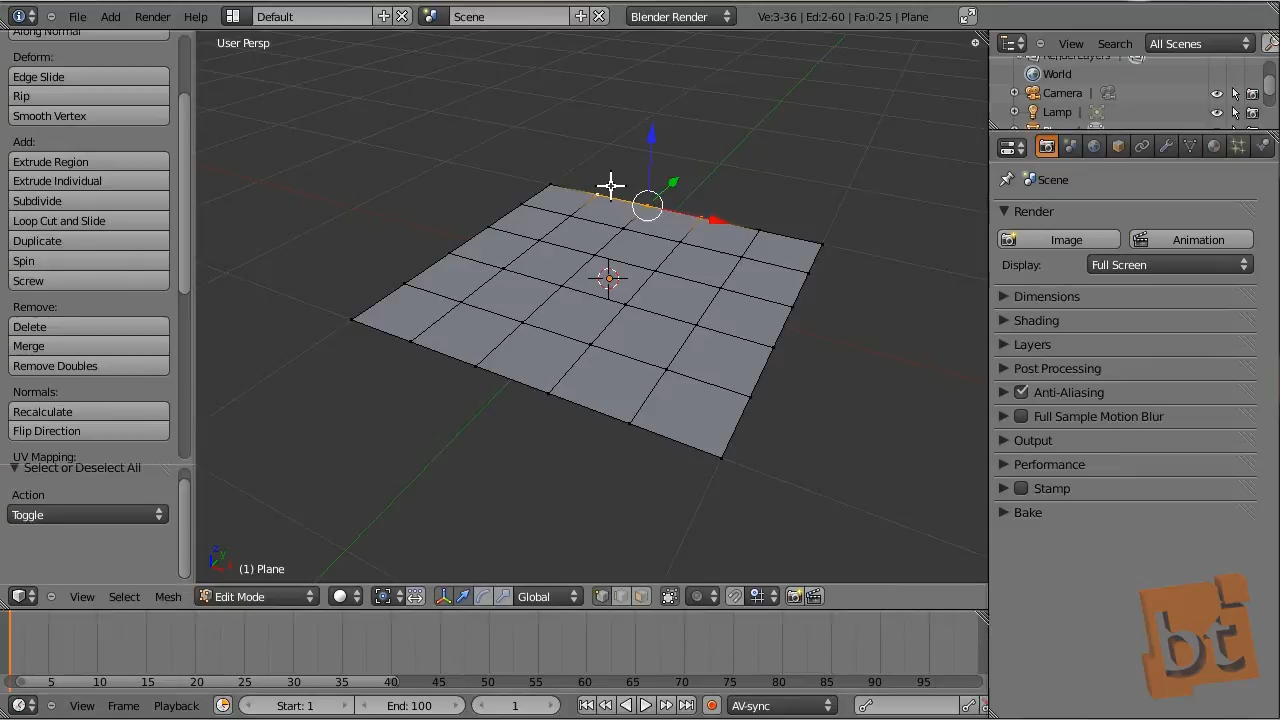 File Add Render Help Default Scene Blender Render Ve:3-36 | Ed:2-60 | Fa:0-25 | Plane
Along Normal
Deform:
Edge Slide
Rip
Smooth Vertex
Add:
Extrude Region
Extrude Individual
Subdivide
Loop Cut and Slide
Duplicate
Spin
Screw
Remove:
Delete
Merge
Remove Doubles
Normals:
Recalculate
Flip Direction
UV Mapping:
Select or Deselect All
Action
Toggle
User Persp
(1) Plane
View Select Mesh Edit Mode Global
5 10 15 20 25 30 35 40 45 50 55 60 65 70 75 80 85 90 95
View Frame Playback Start: 1 End: 100 1 AV-sync
View Search All Scenes
RenderLayers
World
Camera
Lamp
Scene
Render
Image Animation
Display: Full Screen
Dimensions
Shading
Layers
Post Processing
Anti-Aliasing
Full Sample Motion Blur
Output
Performance
Stamp
Bake
bt